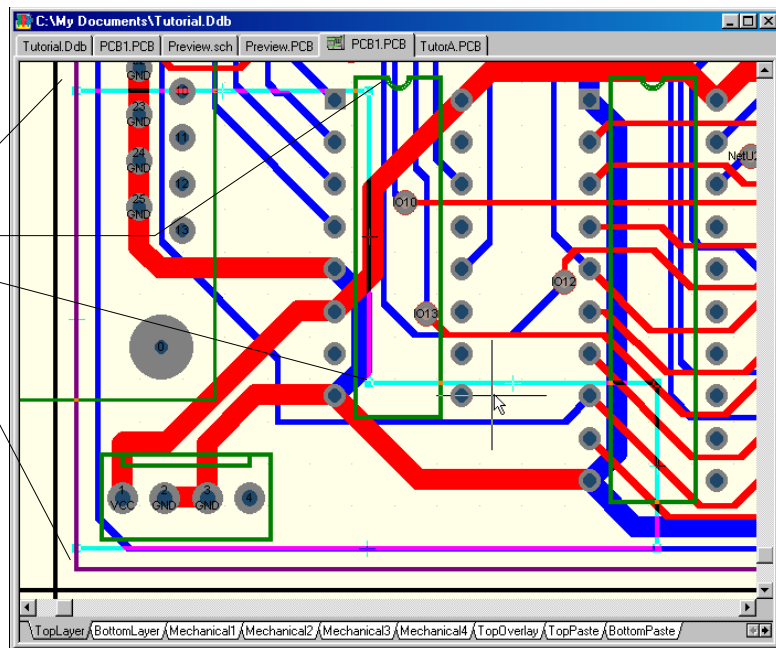 C:\My Documents\Tutorial.Ddb
Tutorial.Ddb PCB1.PCB Preview.sch Preview.PCB PCB1.PCB TutorA.PCB
GND
10
23
GND
11
24
GND
12
25
GND
13
IO10
NetU2
IO12
IO13
0
1 2 3 4
VCC GND GND
TopLayer BottomLayer Mechanical1 Mechanical2 Mechanical3 Mechanical4 TopOverlay TopPaste BottomPaste